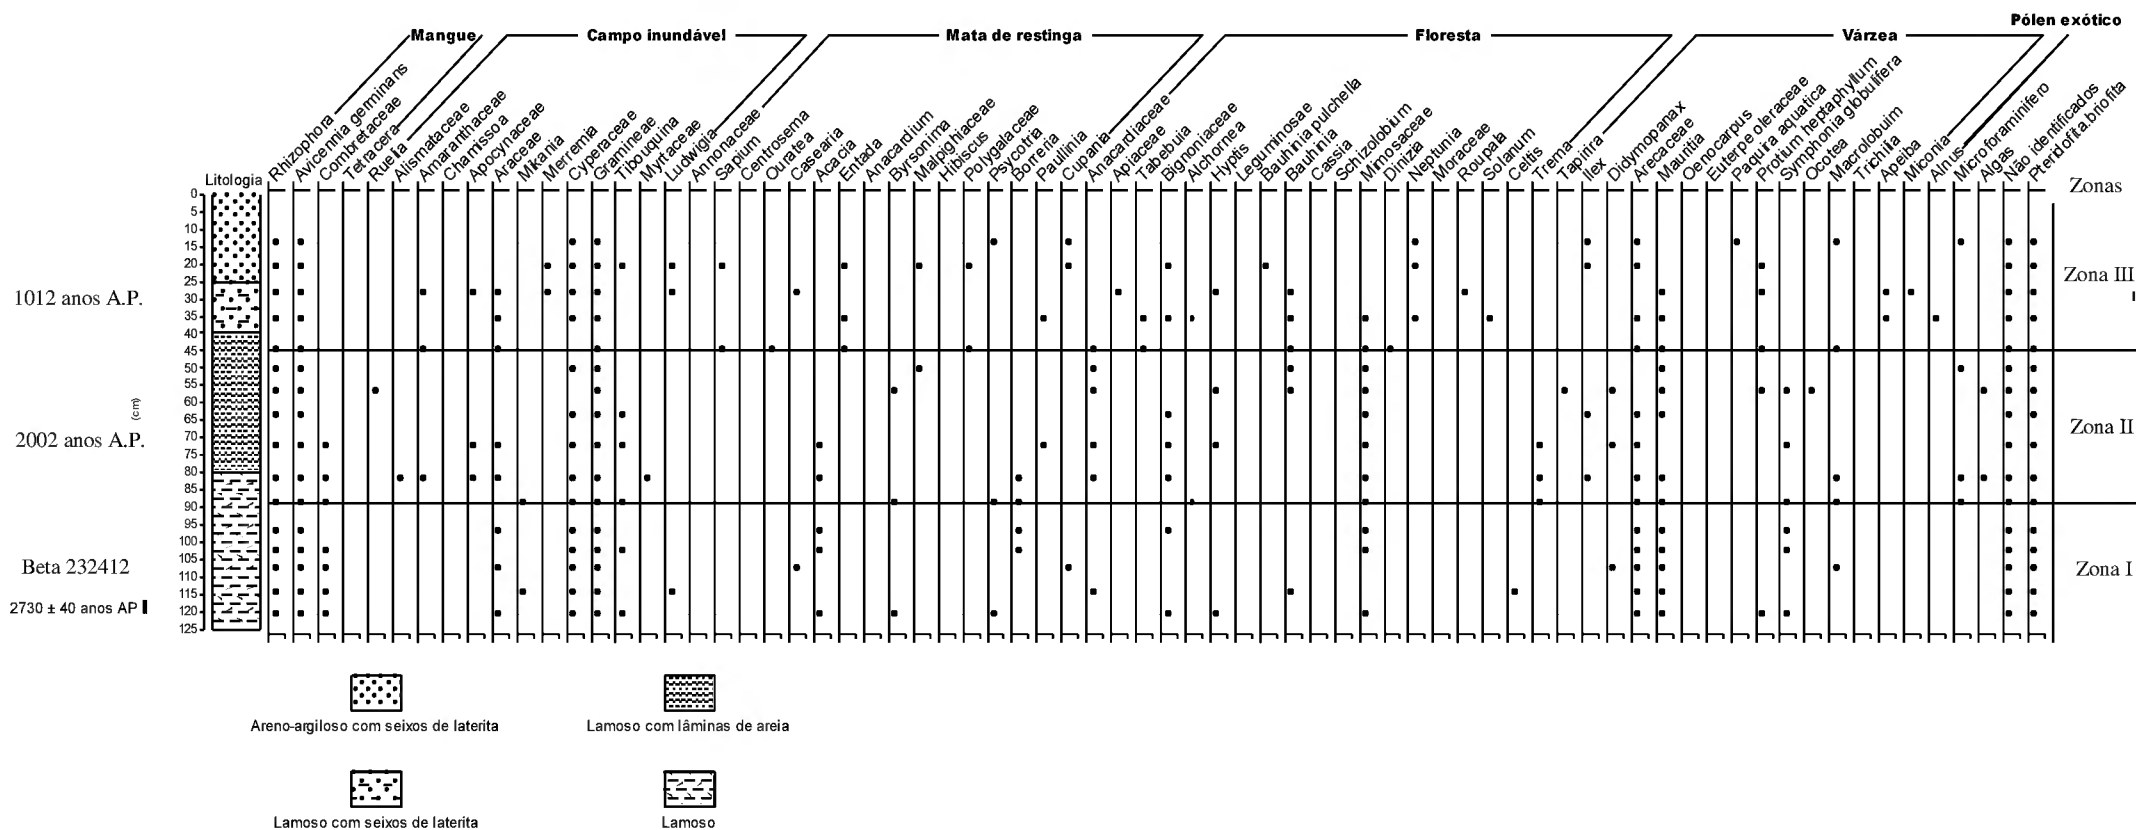 Pólen exótico
Mangue
Campo inundável
Mata de restinga
Floresta
Várzea
Rhizophora
Avicennia germinans
Combretaceae
Tetracera
Ruellia
Alismataceae
Amaranthaceae
Chamissoa
Apocynaceae
Araceae
Mikania
Merremia
Cyperaceae
Gramineae
Tibouquina
Myrtaceae
Ludwigia
Annonaceae
Sapium
Centrosema
Ouratea
Casearia
Acacia
Entada
Anacardium
Byrsonima
Malpighiaceae
Hibiscus
Polygalaceae
Psycotria
Borreria
Paulinia
Cupania
Anacardiaceae
Apiaceae
Tabebuia
Bignoniaceae
Alchornea
Hyptis
Leguminosae
Bauhinia pulchella
Bauhinia
Cassia
Schizolobium
Mimosaceae
Dinizia
Neptunia
Moraceae
Roupala
Solanum
Celtis
Trema
Tapirira
Ilex
Didymopanax
Arecaceae
Mauritia
Oenocarpus
Euterpe oleraceae
Paquira aquatica
Protium heptaphyllum
Symphonia globulifera
Ocotea
Macrolobuim
Trichilia
Apeiba
Miconia
Alnus
Microforaminifero
Algas
Não identificados
Pteridofita.briofita
Litologia
Zonas
0
5
10
15
20
25
30
35
40
45
50
55
60
65
70
75
80
85
90
95
100
105
110
115
120
125
(cm)
1012 anos A.P.
2002 anos A.P.
Beta 232412
2730 ± 40 anos AP
Zona III
Zona II
Zona I
Areno-argiloso com seixos de laterita
Lamoso com lâminas de areia
Lamoso com seixos de laterita
Lamoso